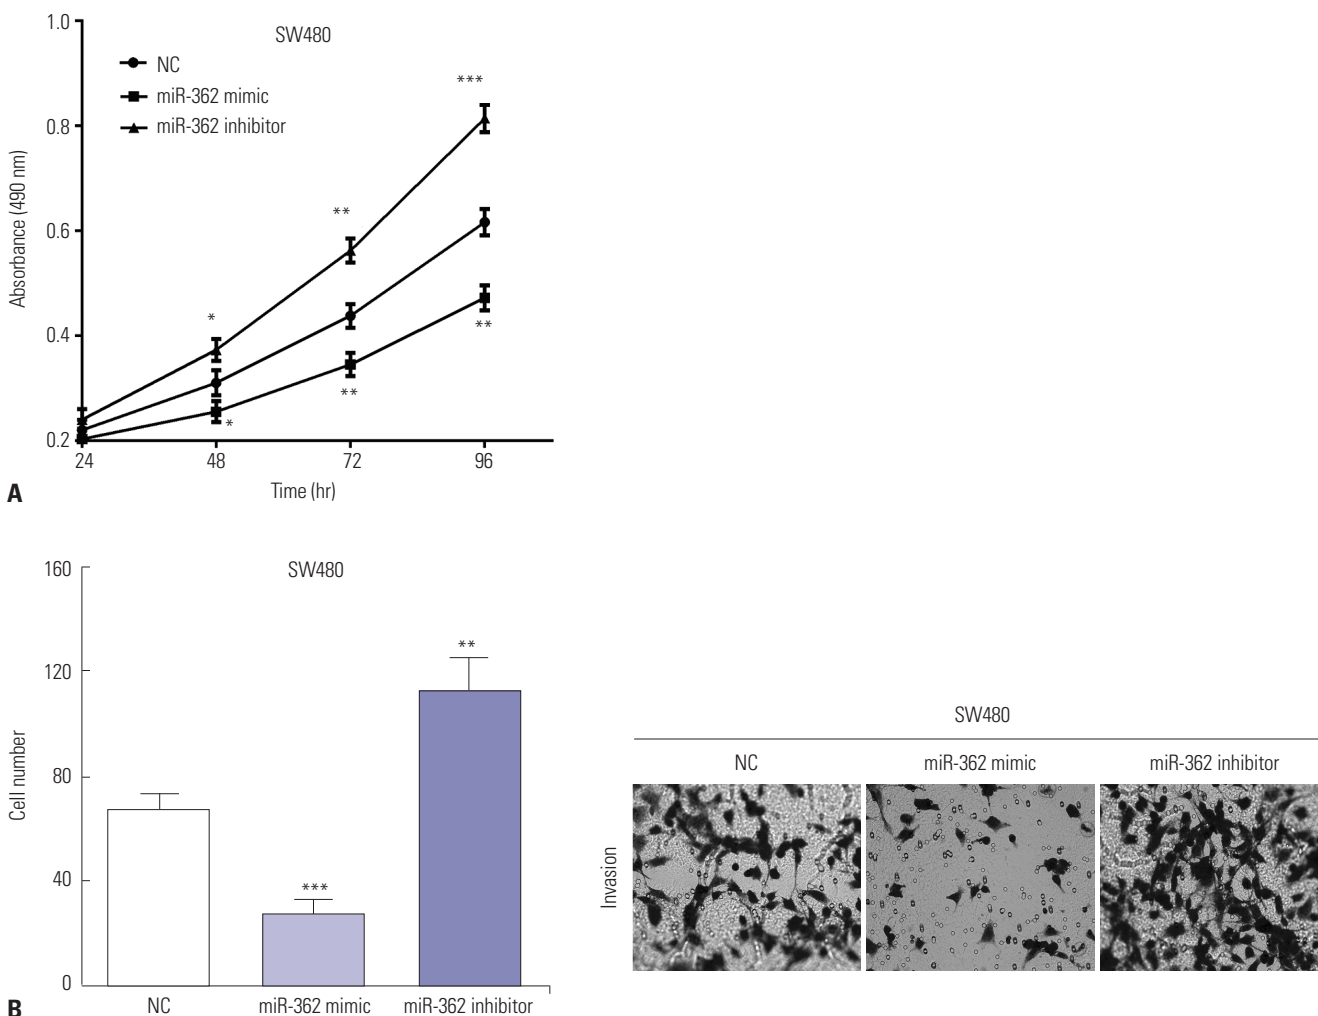 SW480
NC
miR-362 mimic
miR-362 inhibitor
1.0
0.8
0.6
0.4
0.2
Absorbance (490 nm)
*
**
***
*
**
**
24 48 72 96
Time (hr)
A
SW480
160
120
80
40
0
Cell number
***
**
NC miR-362 mimic miR-362 inhibitor
B
SW480
NC miR-362 mimic miR-362 inhibitor
Invasion